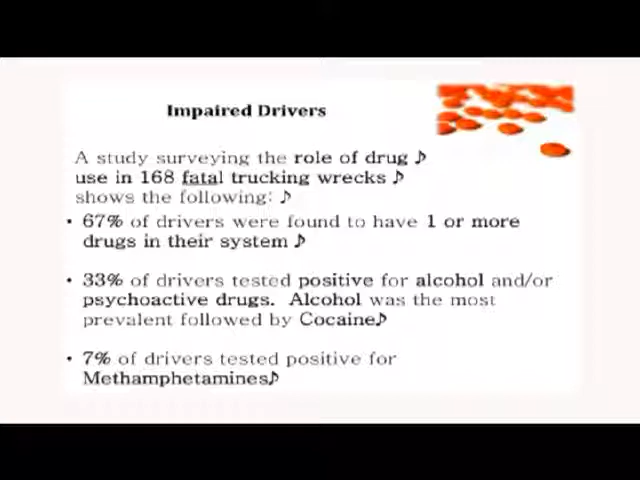 Impaired Drivers
A study surveying the role of drug ♪
use in 168 fatal trucking wrecks ♪
shows the following: ♪
• 67% of drivers were found to have 1 or more
drugs in their system ♪
• 33% of drivers tested positive for alcohol and/or
psychoactive drugs. Alcohol was the most
prevalent followed by Cocaine♪
• 7% of drivers tested positive for
Methamphetamines♪